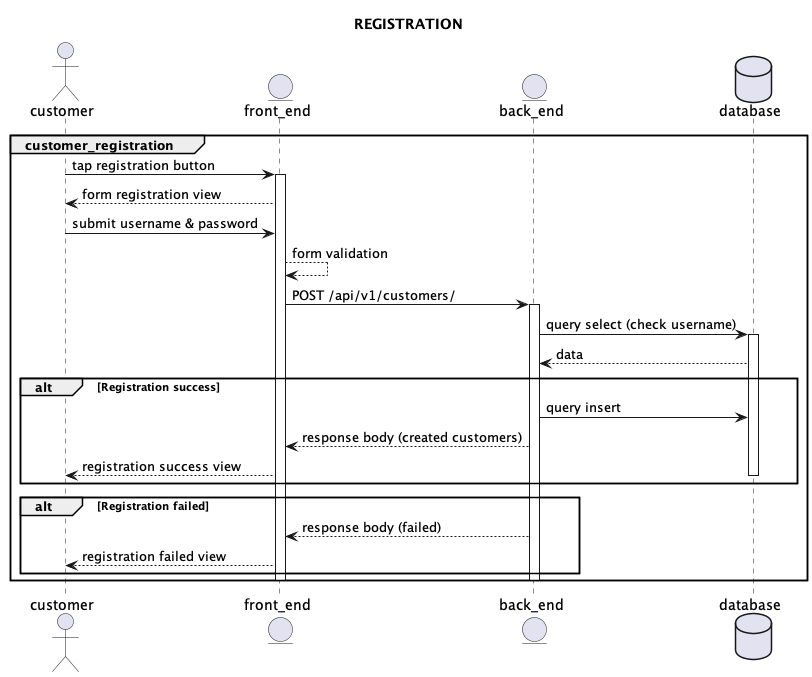 REGISTRATION
customer front_end back_end database
customer_registration
tap registration button
form registration view
submit username & password
form validation
POST /api/v1/customers/
query select (check username)
data
alt [Registration success]
query insert
response body (created customers)
registration success view
alt [Registration failed]
response body (failed)
registration failed view
customer front_end back_end database